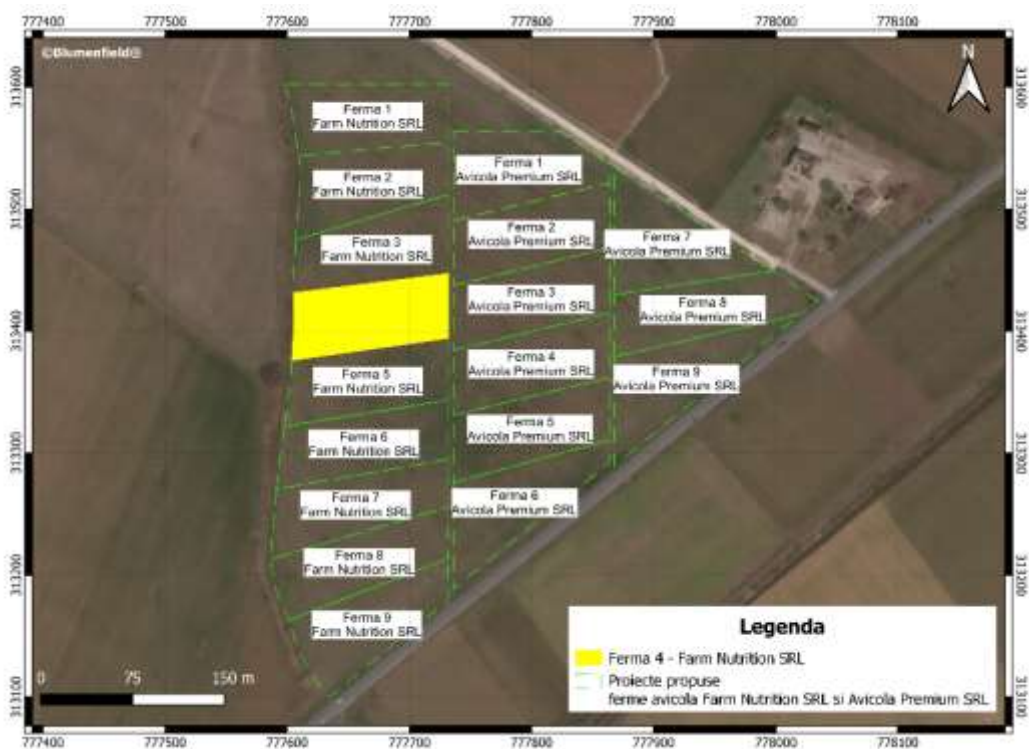 777400 777500 777600 777700 777800 777900 778000 778100
©Blumenfield®
N
313600 313600
313500 313500
313400 313400
313300 313300
313200 313200
313100 313100
Ferma 1
Farm Nutrition SRL
Ferma 2
Farm Nutrition SRL
Ferma 3
Farm Nutrition SRL
Ferma 5
Farm Nutrition SRL
Ferma 6
Farm Nutrition SRL
Ferma 7
Farm Nutrition SRL
Ferma 8
Farm Nutrition SRL
Ferma 9
Farm Nutrition SRL
Ferma 1
Avicola Premium SRL
Ferma 2
Avicola Premium SRL
Ferma 3
Avicola Premium SRL
Ferma 4
Avicola Premium SRL
Ferma 5
Avicola Premium SRL
Ferma 6
Avicola Premium SRL
Ferma 7
Avicola Premium SRL
Ferma 8
Avicola Premium SRL
Ferma 9
Avicola Premium SRL
0 75 150 m
Legenda
Ferma 4 - Farm Nutrition SRL
Proiecte propuse
ferme avicola Farm Nutrition SRL si Avicola Premium SRL
777400 777500 777600 777700 777800 777900 778000 778100